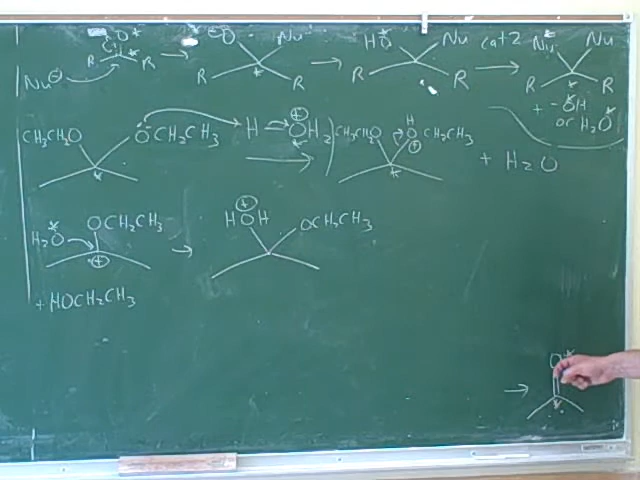 O* → ⊖O Nu → HO Nu cat 2 → Nu Nu
Nu⊖ R R R R R R R R
+ -OH
or H2O
CH3CH2O OCH2CH3 H — OH2 ⊕ → CH3CH2O H O CH2CH3 ⊕ + H2O
H2O OCH2CH3 ⊕ → HOH ⊕ OCH2CH3
+ HOCH2CH3
→ O*